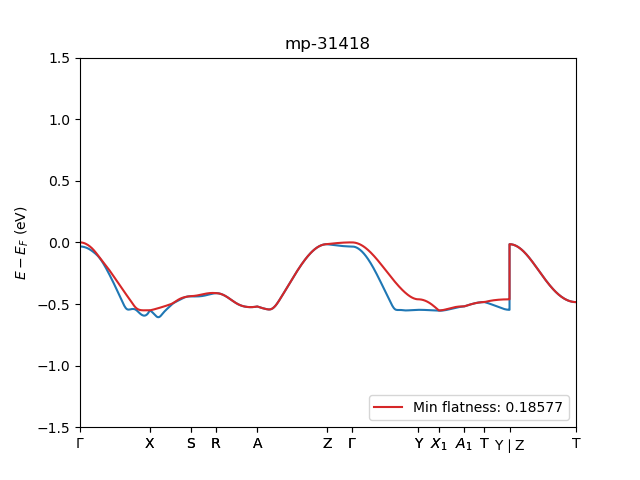 mp-31418
E − E_F (eV)
1.5
1.0
0.5
0.0
−0.5
−1.0
−1.5
Min flatness: 0.18577
Γ X S R A Z Γ Y X₁ A₁ T Y | Z T